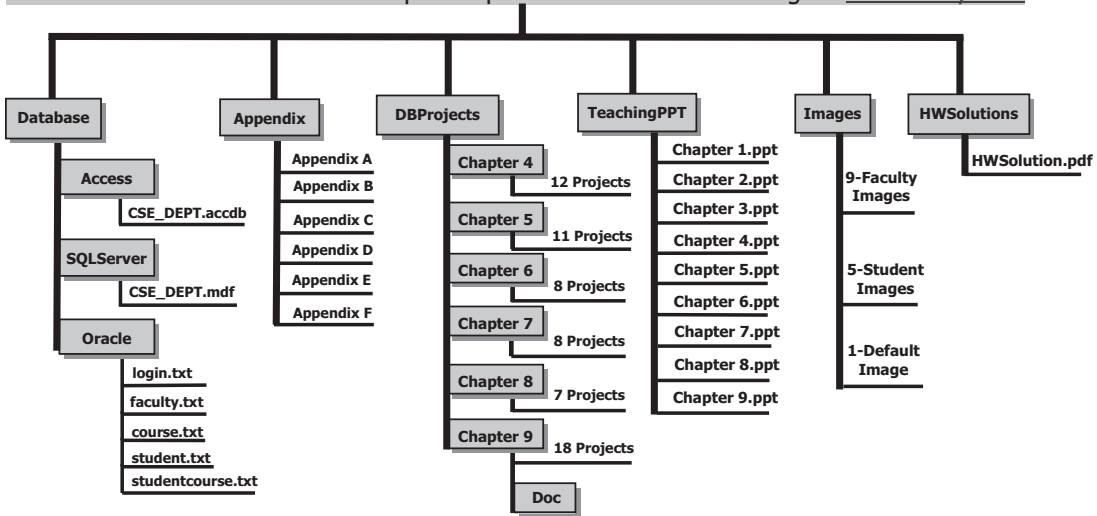 Database
Access
CSE_DEPT.accdb
SQLServer
CSE_DEPT.mdf
Oracle
login.txt
faculty.txt
course.txt
student.txt
studentcourse.txt
Appendix
Appendix A
Appendix B
Appendix C
Appendix D
Appendix E
Appendix F
DBProjects
Chapter 4
12 Projects
Chapter 5
11 Projects
Chapter 6
8 Projects
Chapter 7
8 Projects
Chapter 8
7 Projects
Chapter 9
18 Projects
Doc
TeachingPPT
Chapter 1.ppt
Chapter 2.ppt
Chapter 3.ppt
Chapter 4.ppt
Chapter 5.ppt
Chapter 6.ppt
Chapter 7.ppt
Chapter 8.ppt
Chapter 9.ppt
Images
9-Faculty
Images
5-Student
Images
1-Default
Image
HWSolutions
HWSolution.pdf